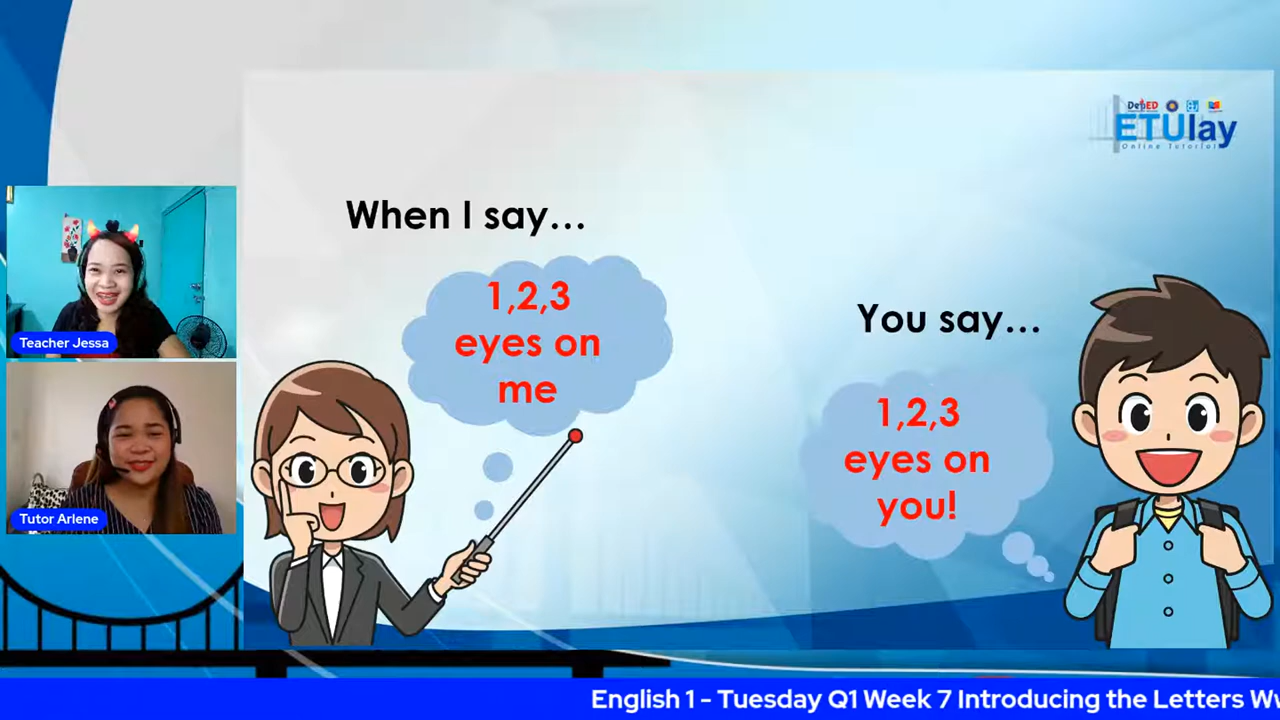 DepED
ETUlay
Online Tutorial
When I say...
1,2,3
eyes on
me
You say...
1,2,3
eyes on
you!
Teacher Jessa
Tutor Arlene
English 1 - Tuesday Q1 Week 7 Introducing the Letters